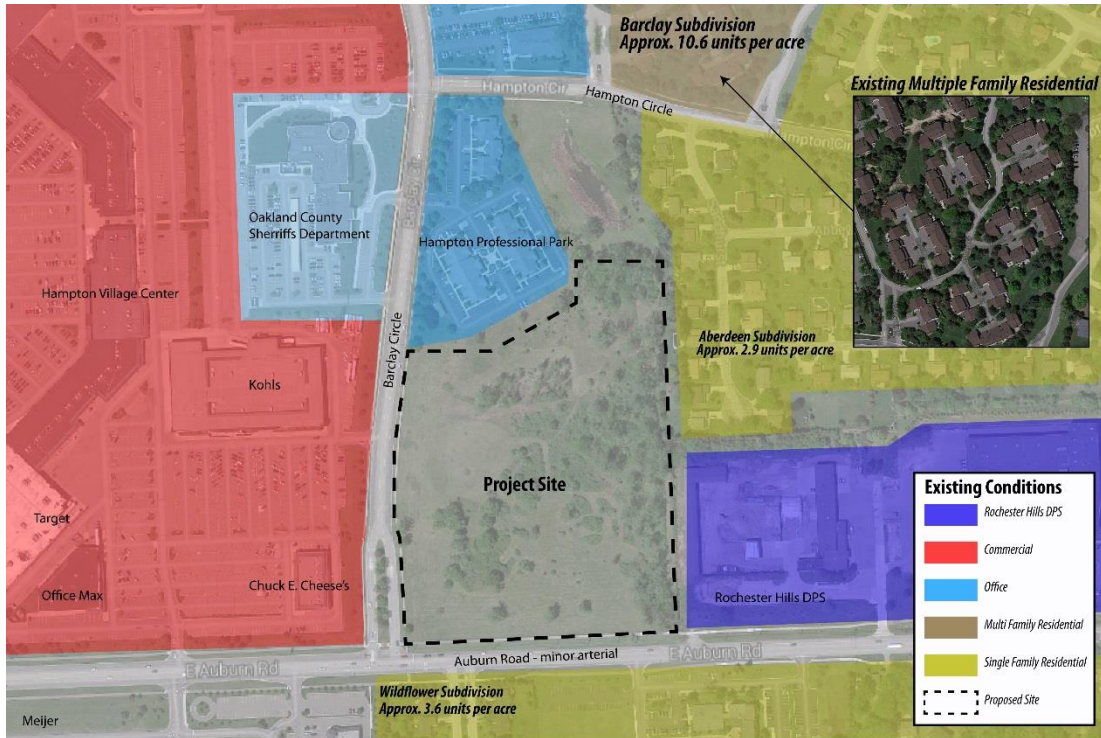 Barclay Subdivision
Approx. 10.6 units per acre
Existing Multiple Family Residential
Hampton Cir
Hampton Circle
Hampton Cir
Oakland County
Sherriffs Department
Hampton Professional Park
Hampton Village Center
Barclay Circle
Aberdeen Subdivision
Approx. 2.9 units per acre
Kohls
Project Site
Target
Office Max
Chuck E. Cheese's
Rochester Hills DPS
E Auburn Rd
Auburn Road - minor arterial
E Auburn Rd
Wildflower Subdivision
Approx. 3.6 units per acre
Meijer
Existing Conditions
Rochester Hills DPS
Commercial
Office
Multi Family Residential
Single Family Residential
Proposed Site